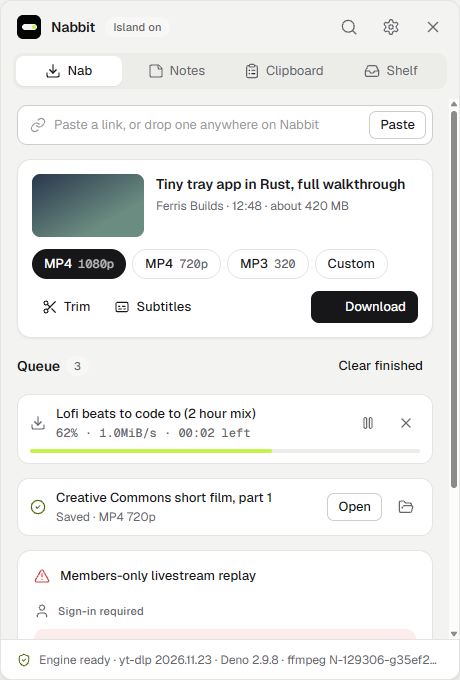 Nabbit Island on
Nab Notes Clipboard Shelf
Paste a link, or drop one anywhere on Nabbit Paste
Tiny tray app in Rust, full walkthrough
Ferris Builds · 12:48 · about 420 MB
MP4 1080p MP4 720p MP3 320 Custom
Trim Subtitles Download
Queue 3 Clear finished
Lofi beats to code to (2 hour mix)
62% · 1.0MiB/s · 00:02 left
Creative Commons short film, part 1
Saved · MP4 720p
Open
Members-only livestream replay
Sign-in required
Engine ready · yt-dlp 2026.11.23 · Deno 2.9.8 · ffmpeg N-129306-g35ef2...